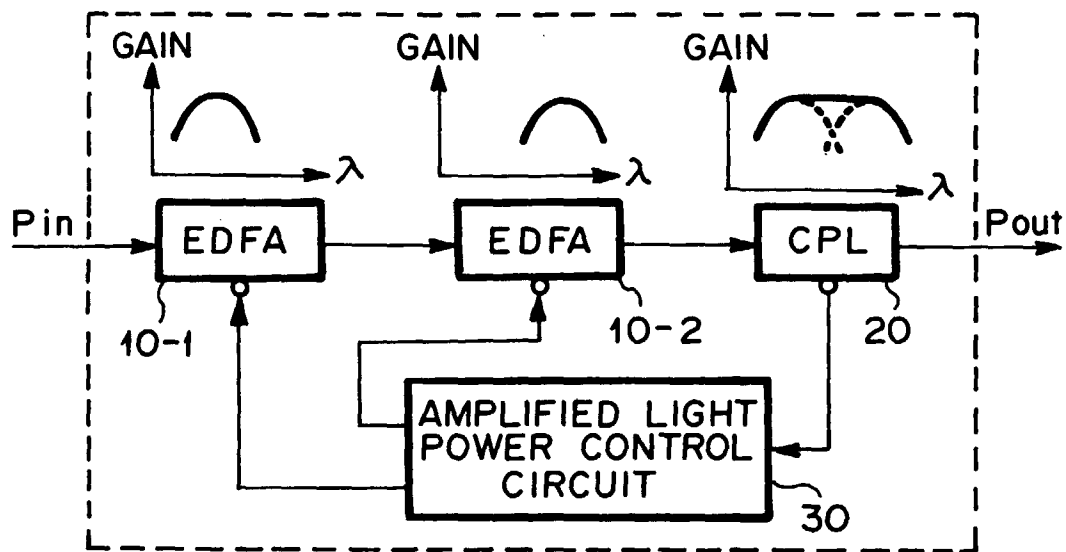 GAIN
GAIN
GAIN
λ
λ
λ
Pin
EDFA
EDFA
CPL
Pout
10-1
10-2
20
AMPLIFIED LIGHT
POWER CONTROL
CIRCUIT
30